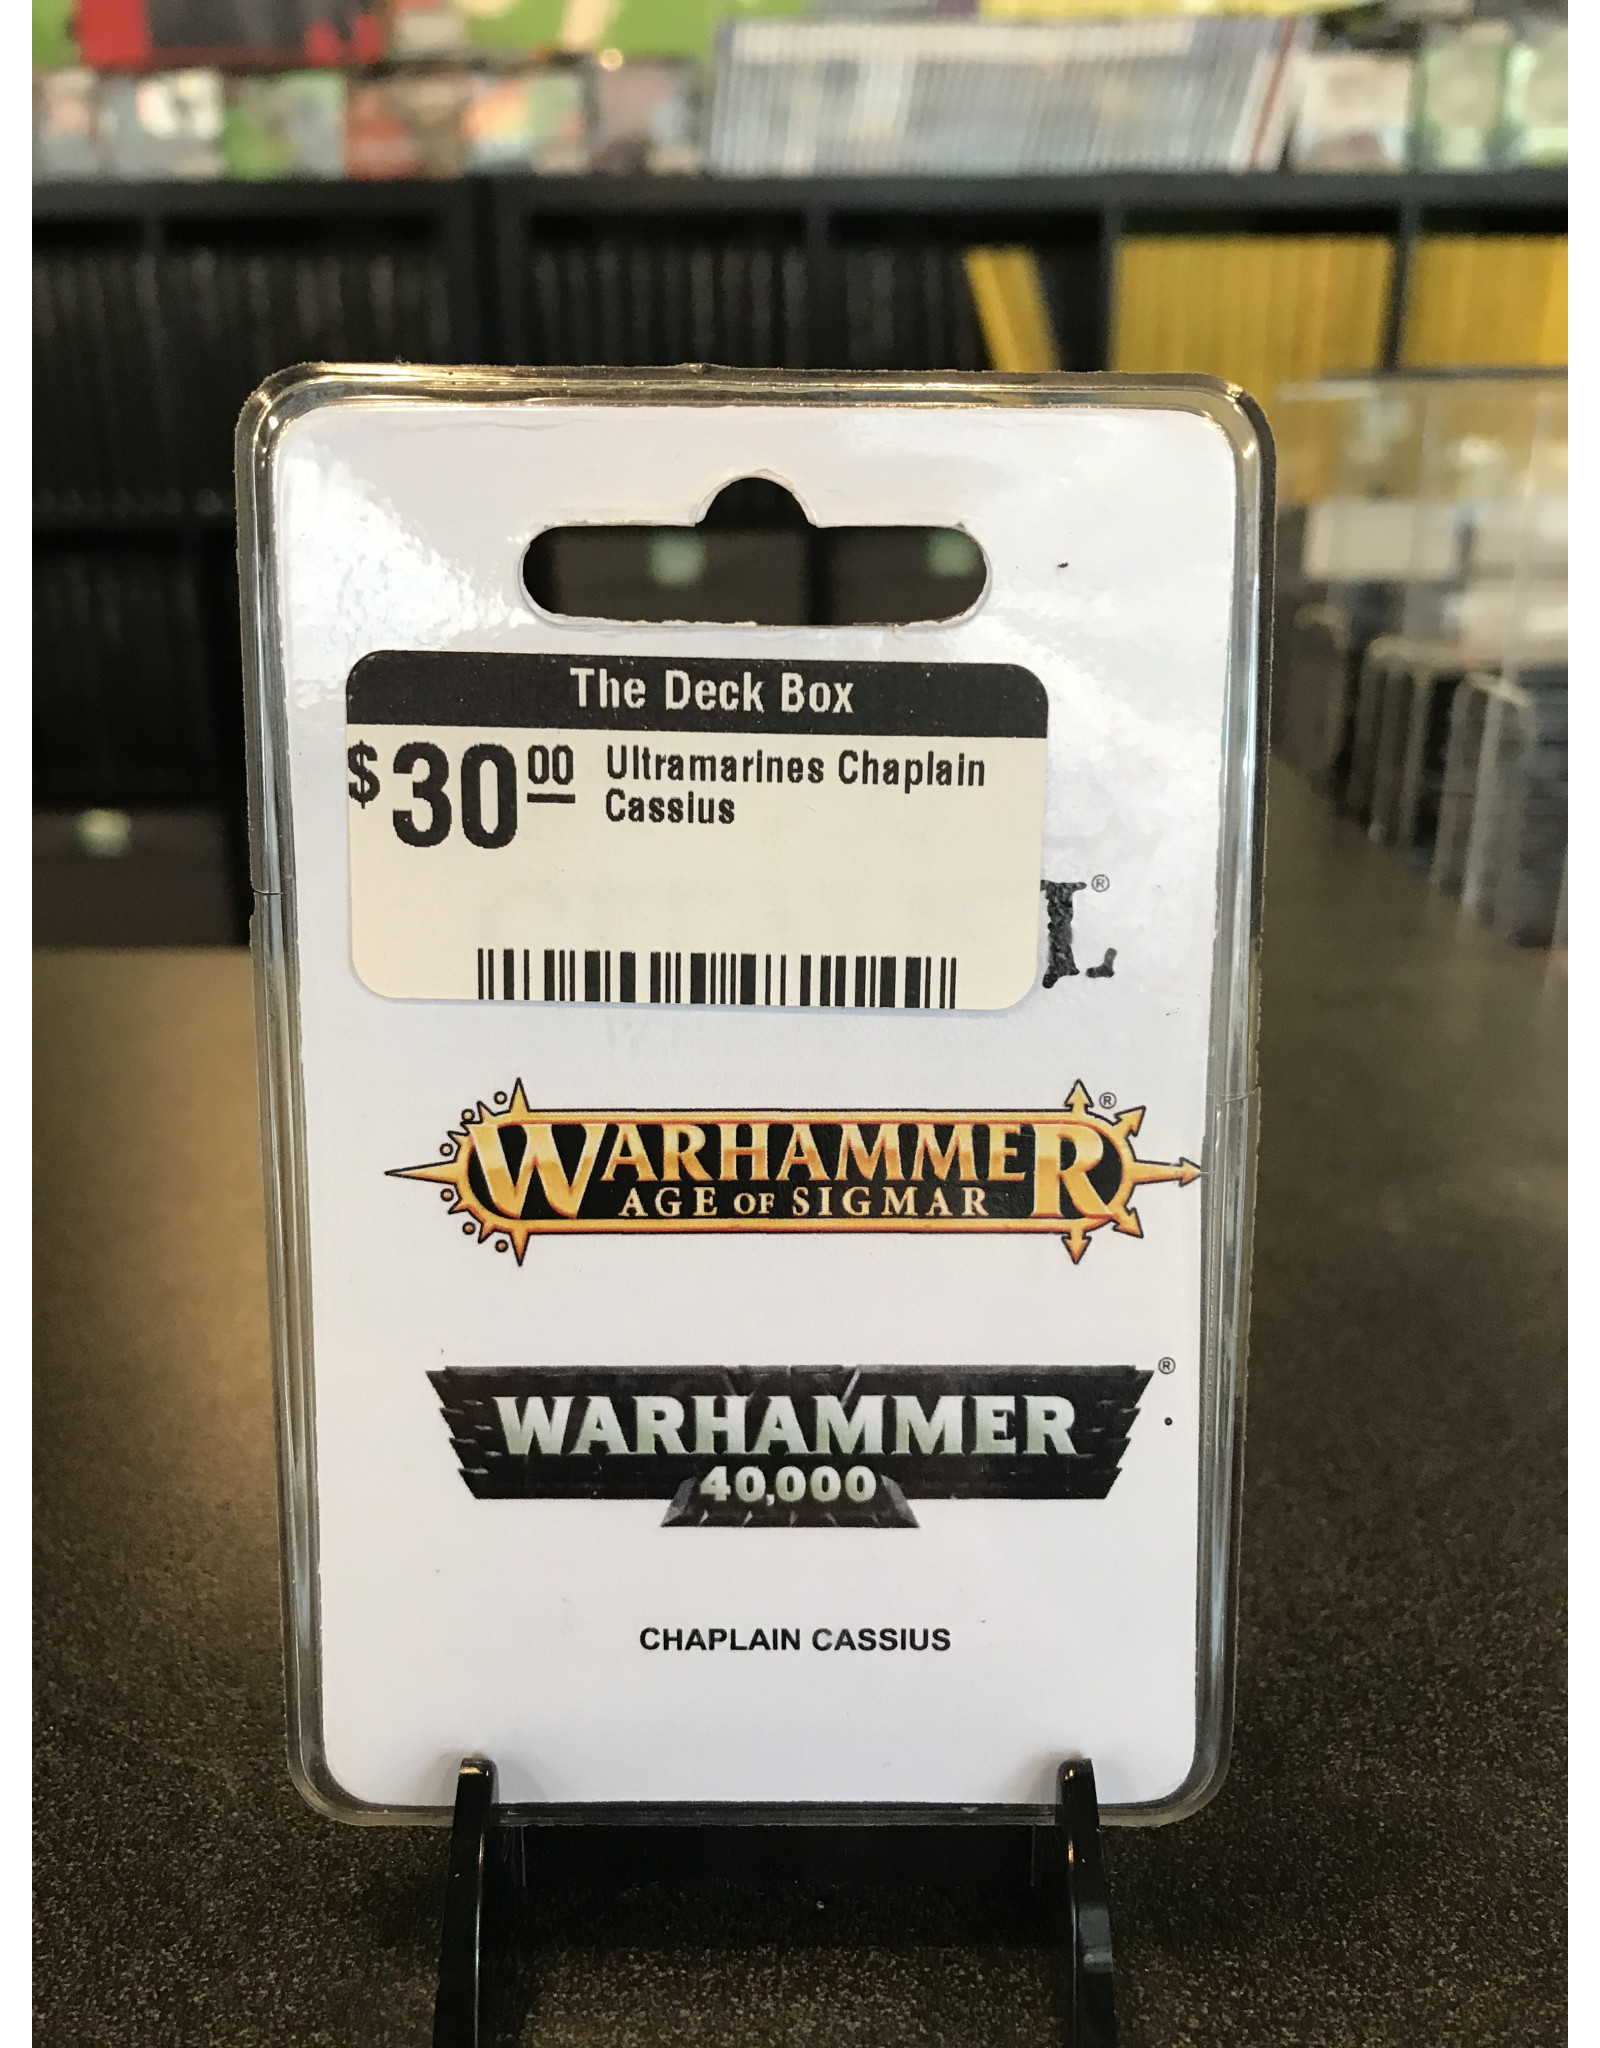 The Deck Box
$30.00 Ultramarines Chaplain
Cassius
L®
WARHAMMER®
AGE OF SIGMAR
WARHAMMER®
40,000
CHAPLAIN CASSIUS